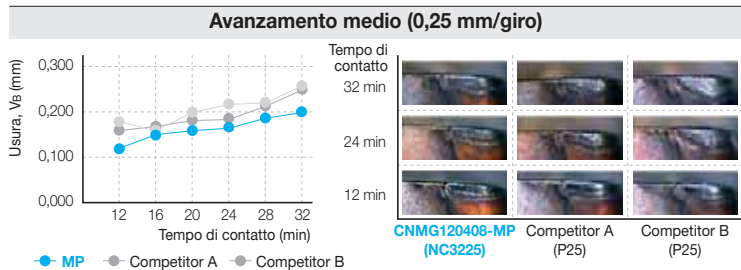 Avanzamento medio (0,25 mm/giro)
Usura, VB (mm)
0,300
0,200
0,100
0,000
12 16 20 24 28 32
Tempo di contatto (min)
MP Competitor A Competitor B
Tempo di
contatto
32 min
24 min
12 min
CNMG120408-MP
(NC3225)
Competitor A
(P25)
Competitor B
(P25)